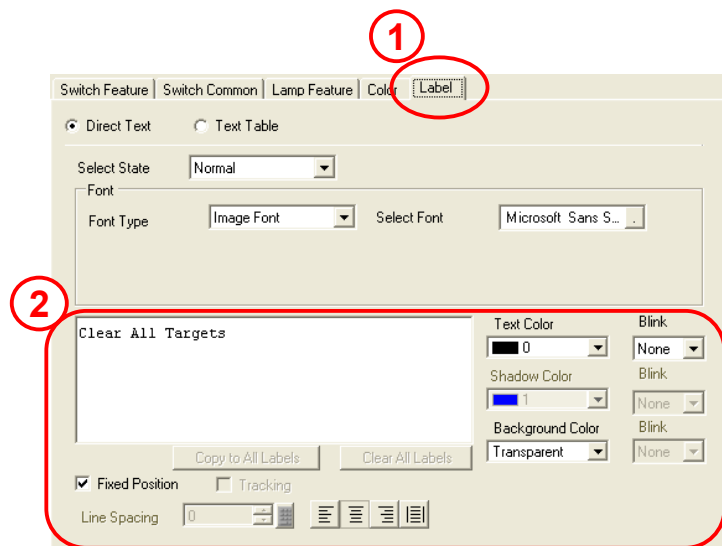 1
Switch Feature Switch Common Lamp Feature Color Label
Direct Text Text Table
Select State Normal
Font
Font Type Image Font Select Font Microsoft Sans S... .
2
Clear All Targets
Text Color Blink
0 None
Shadow Color Blink
1 None
Background Color Blink
Transparent None
Copy to All Labels Clear All Labels
Fixed Position Tracking
Line Spacing 0